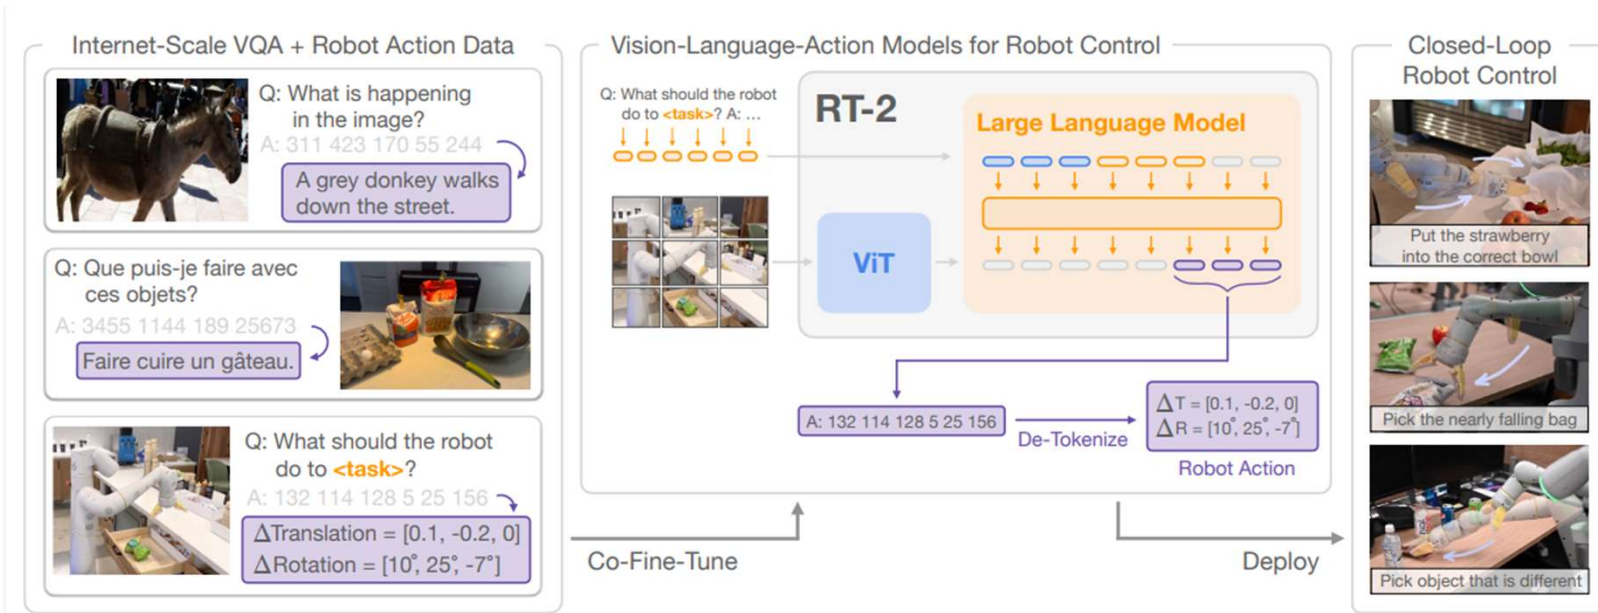 Internet-Scale VQA + Robot Action Data
Q: What is happening
in the image?
A: 311 423 170 55 244
A grey donkey walks
down the street.
Q: Que puis-je faire avec
ces objets?
A: 3455 1144 189 25673
Faire cuire un gâteau.
Q: What should the robot
do to <task>?
A: 132 114 128 5 25 156
ΔTranslation = [0.1, -0.2, 0]
ΔRotation = [10°, 25°, -7°]
Co-Fine-Tune
Vision-Language-Action Models for Robot Control
Q: What should the robot
do to <task>? A: ...
RT-2
Large Language Model
ViT
A: 132 114 128 5 25 156
De-Tokenize
ΔT = [0.1, -0.2, 0]
ΔR = [10°, 25°, -7°]
Robot Action
Deploy
Closed-Loop
Robot Control
Put the strawberry
into the correct bowl
Pick the nearly falling bag
Pick object that is different